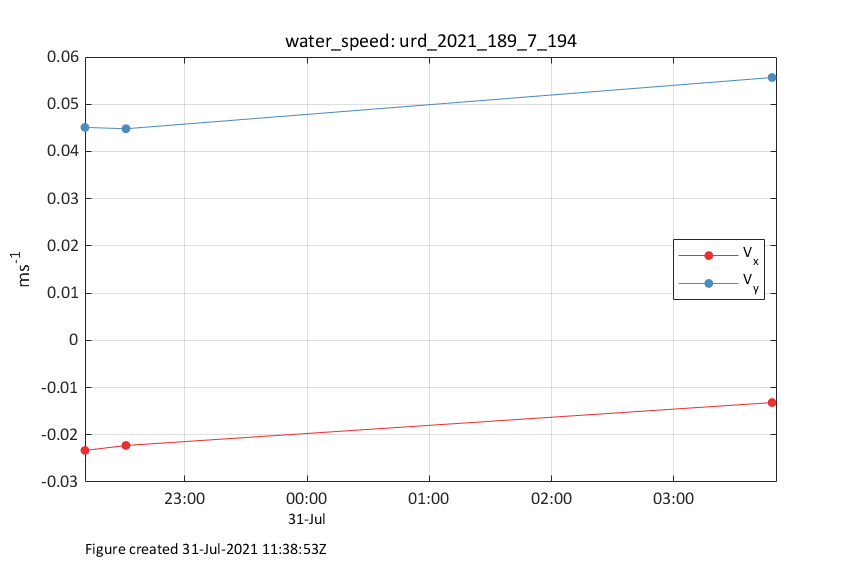 water_speed: urd_2021_189_7_194
0.06
0.05
0.04
0.03
0.02
0.01
0
-0.01
-0.02
-0.03
ms-1
Vx
Vy
23:00 00:00 01:00 02:00 03:00
31-Jul
Figure created 31-Jul-2021 11:38:53Z